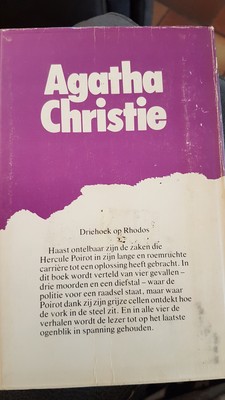 Agatha
Christie
Driehoek op Rhodos
Haast ontelbaar zijn de zaken die
Hercule Poirot in zijn lange en roemruchte
carrière tot een oplossing heeft gebracht. In
dit boek wordt verteld van vier gevallen –
drie moorden en een diefstal – waar de
politie voor een raadsel staat, maar waar
Poirot dank zij zijn grijze cellen ontdekt hoe
de vork in de steel zit. En in alle vier de
verhalen wordt de lezer tot op het laatste
ogenblik in spanning gehouden.